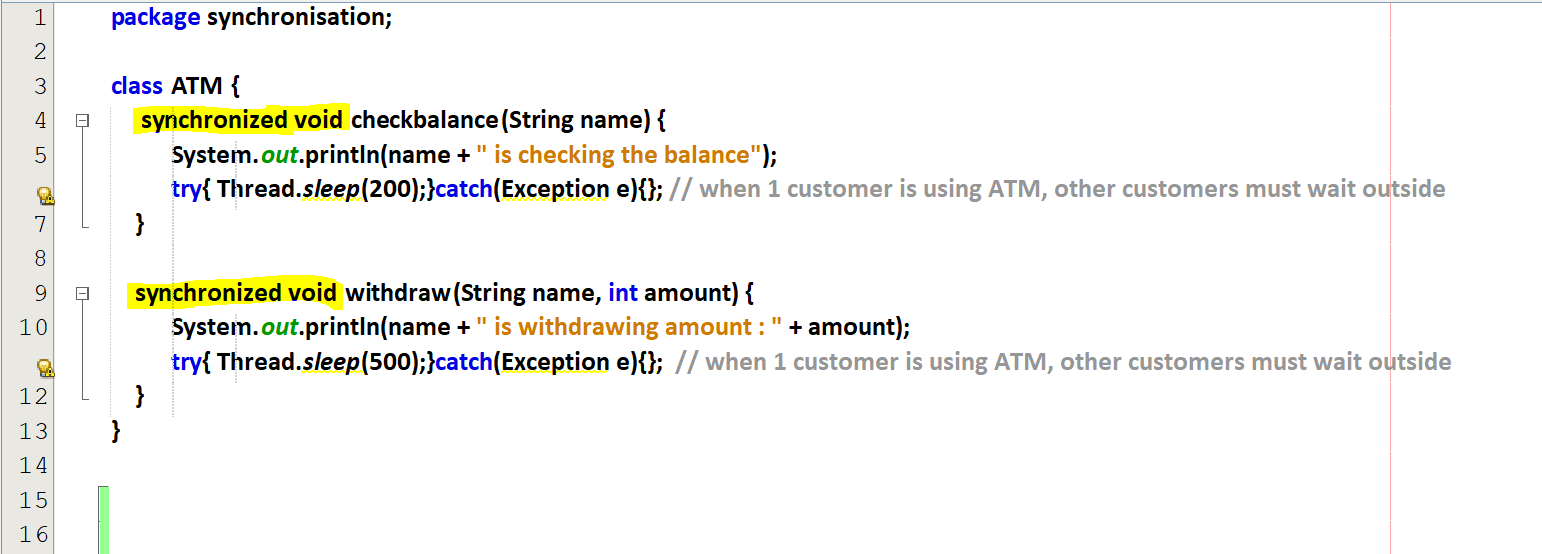 1 package synchronisation;
2
3 class ATM {
4 synchronized void checkbalance(String name) {
5 System.out.println(name + " is checking the balance");
try{ Thread.sleep(200);}catch(Exception e){}; // when 1 customer is using ATM, other customers must wait outside
7 }
8
9 synchronized void withdraw(String name, int amount) {
10 System.out.println(name + " is withdrawing amount : " + amount);
try{ Thread.sleep(500);}catch(Exception e){}; // when 1 customer is using ATM, other customers must wait outside
12 }
13 }
14
15
16